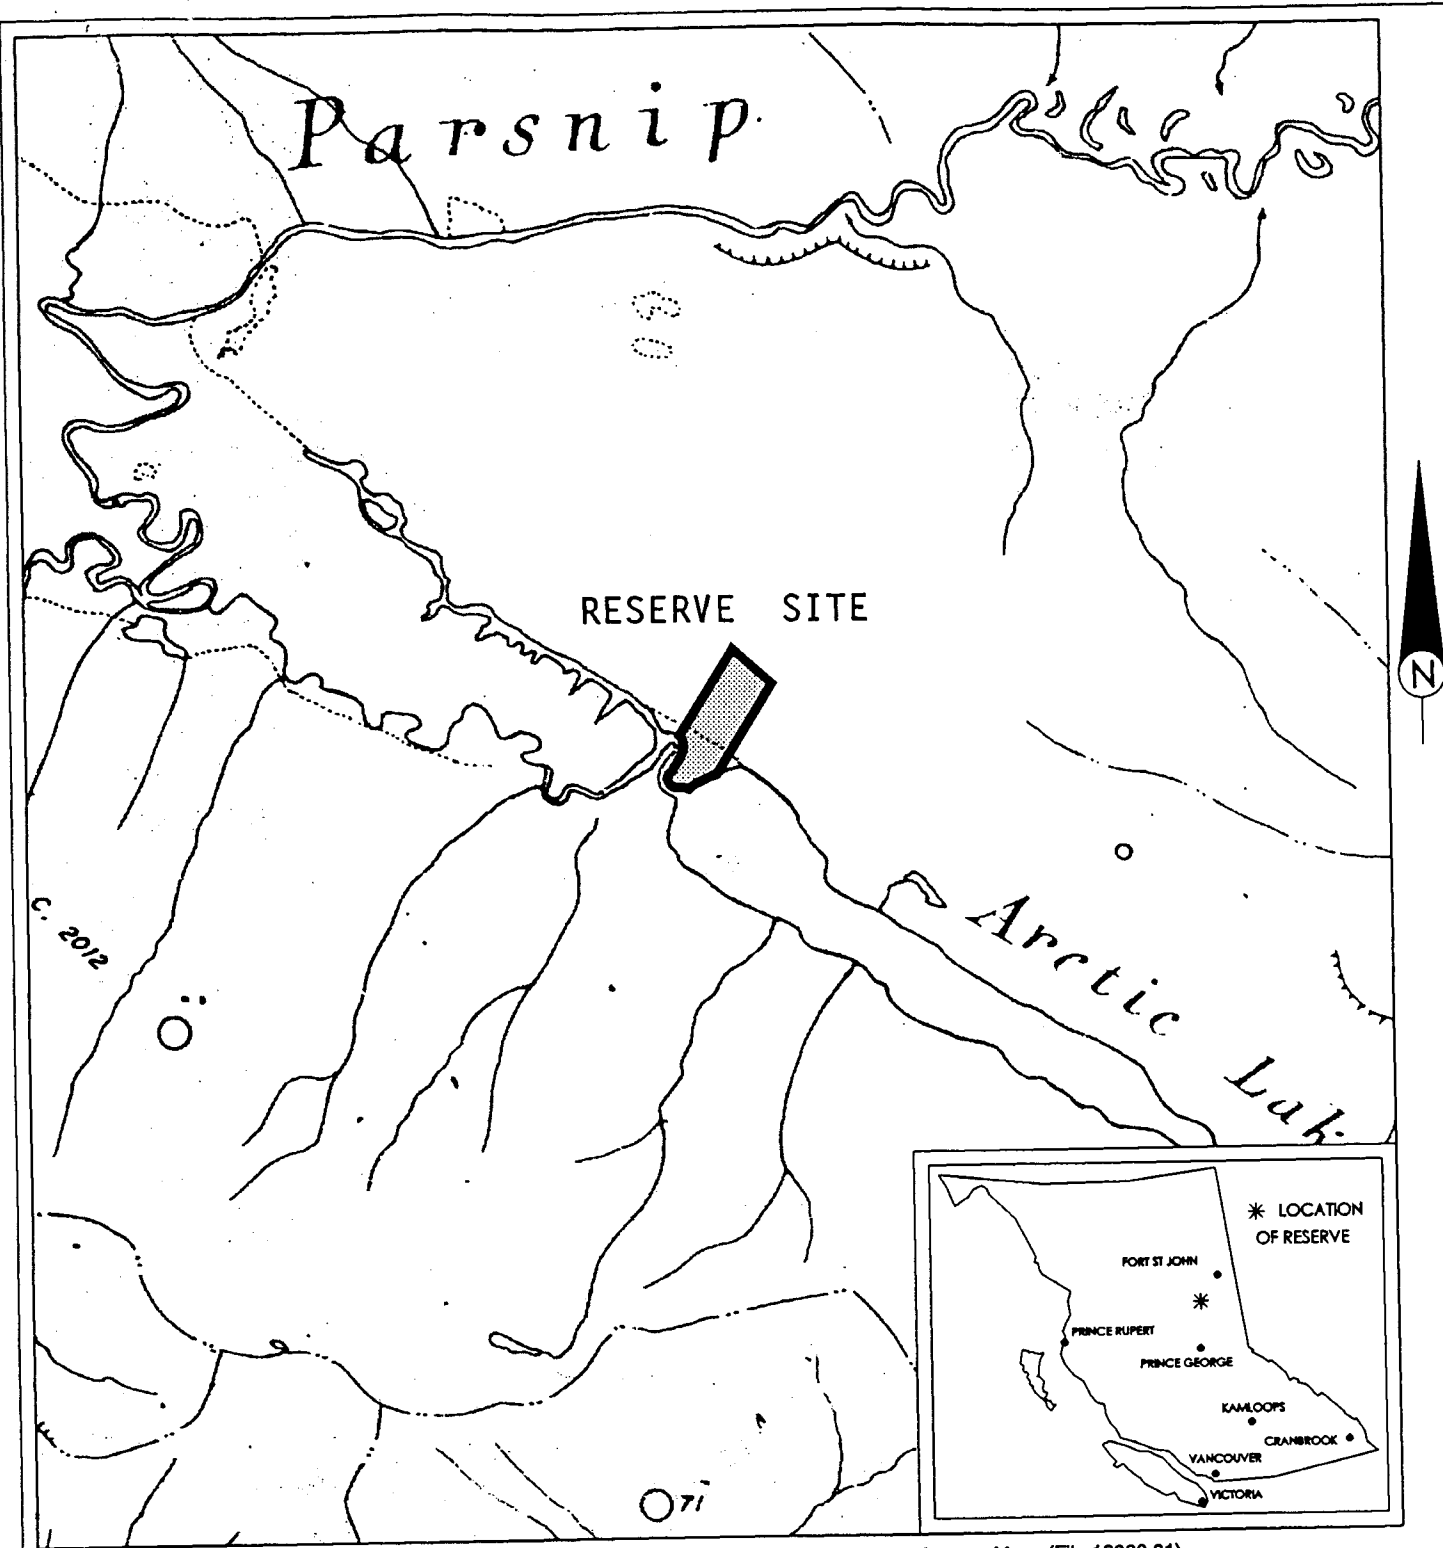 Parsnip
RESERVE SITE
N
Arctic
C. 2012
71
LOCATION
OF RESERVE
FORT ST JOHN
PRINCE RUPERT
PRINCE GEORGE
KAMLOOPS
CRANBROOK
VANCOUVER
VICTORIA